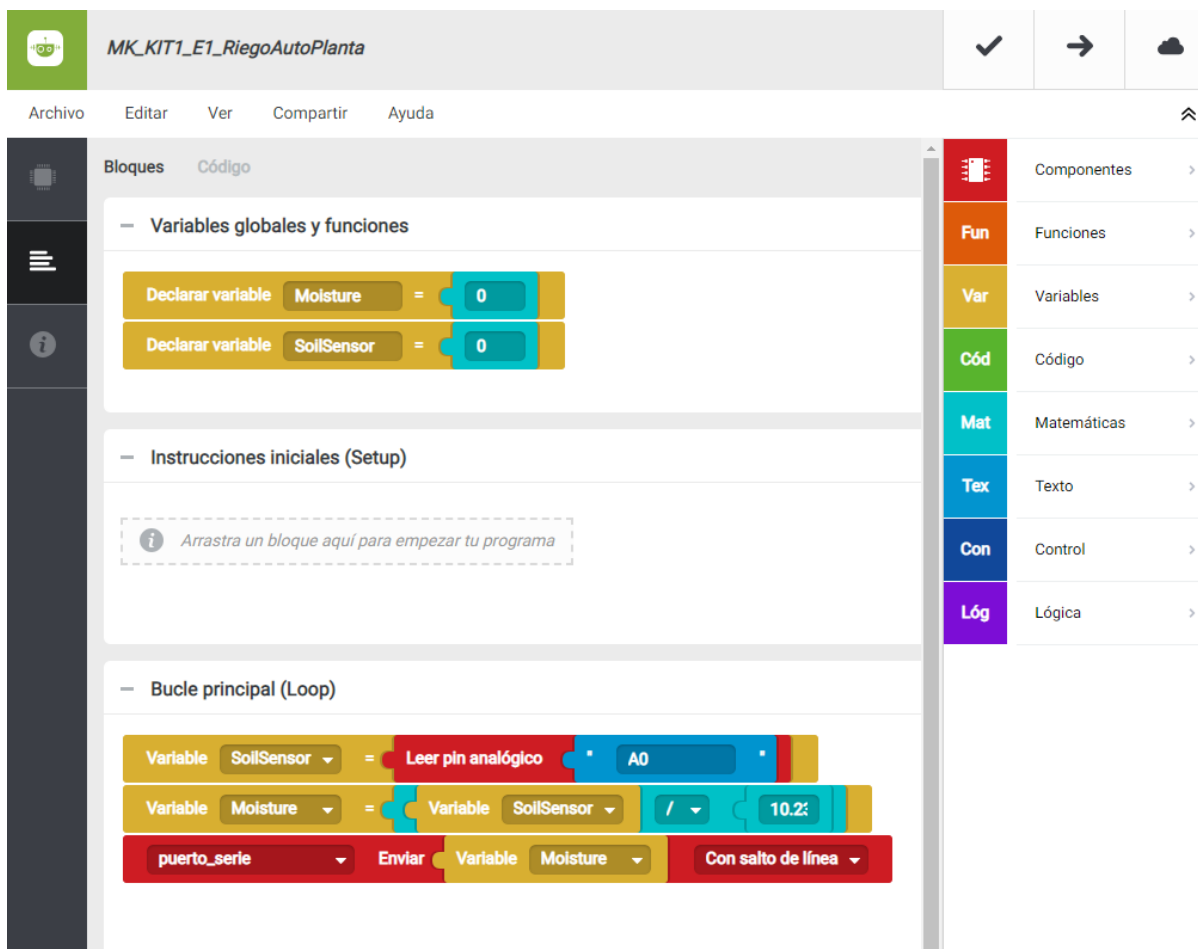 MK_KIT1_E1_RiegoAutoPlanta
Archivo Editar Ver Compartir Ayuda
Bloques Código
Variables globales y funciones
Declarar variable Moisture = 0
Declarar variable SoilSensor = 0
Instrucciones iniciales (Setup)
Arrastra un bloque aquí para empezar tu programa
Bucle principal (Loop)
Variable SoilSensor = Leer pin analógico " A0 "
Variable Moisture = Variable SoilSensor / 10.23
puerto_serie Enviar Variable Moisture Con salto de línea
Componentes
Fun Funciones
Var Variables
Cód Código
Mat Matemáticas
Tex Texto
Con Control
Lóg Lógica